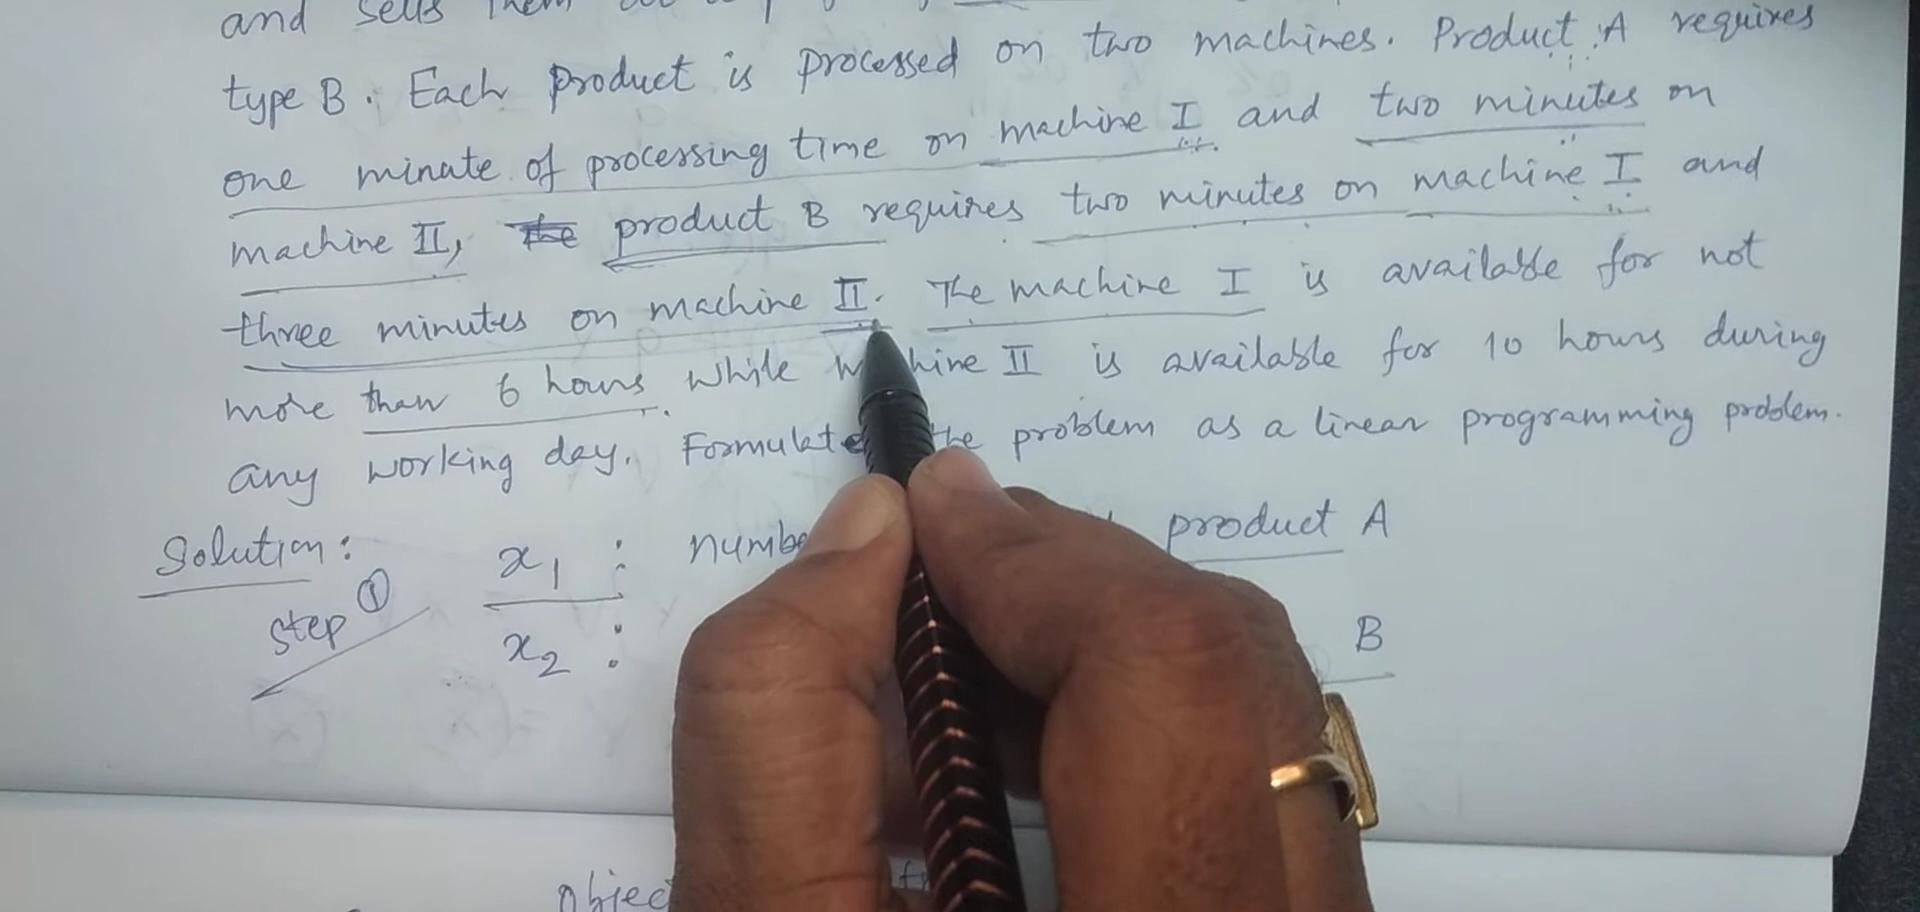 and sells them
type B. Each product is processed on two machines. Product A requires
one minute of processing time on machine I and two minutes on
machine II, the product B requires two minutes on machine I and
three minutes on machine II. The machine I is available for not
more than 6 hours while machine II is available for 10 hours during
any working day. Formulate the problem as a linear programming problem.
Solution:
step ①
x1 : numbe product A
x2 : B
objec